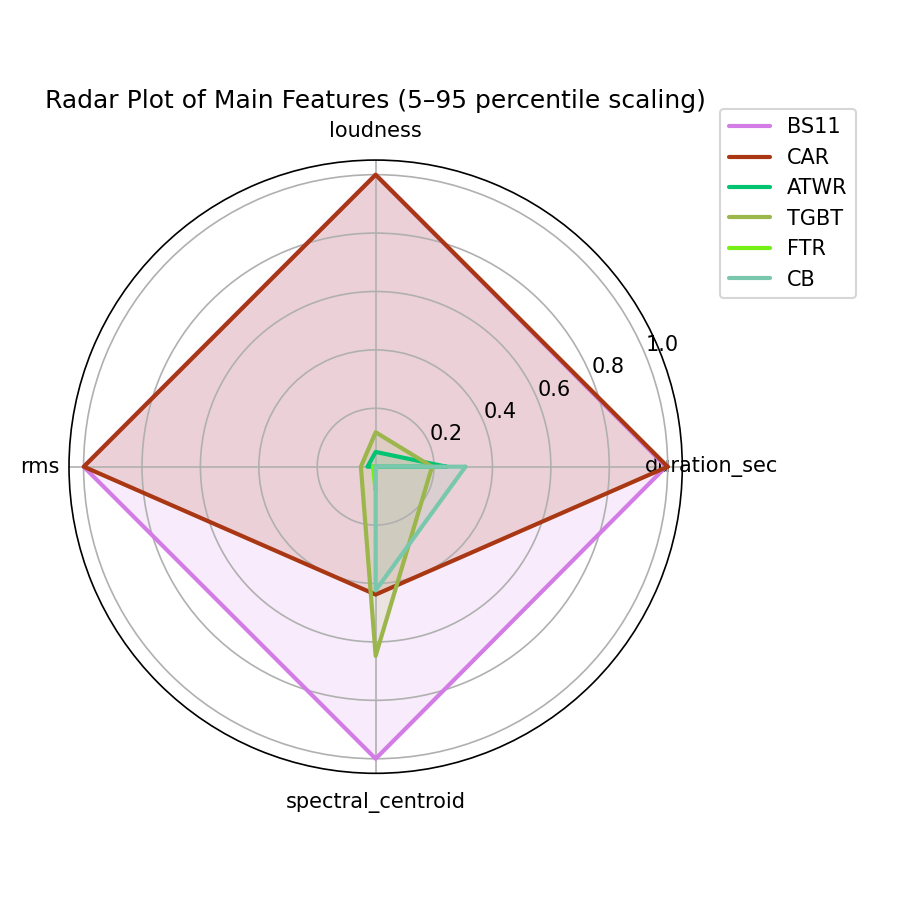 Radar Plot of Main Features (5–95 percentile scaling)
loudness
BS11
CAR
ATWR
TGBT
FTR
CB
1.0
0.8
0.6
0.4
0.2
rms
duration_sec
spectral_centroid